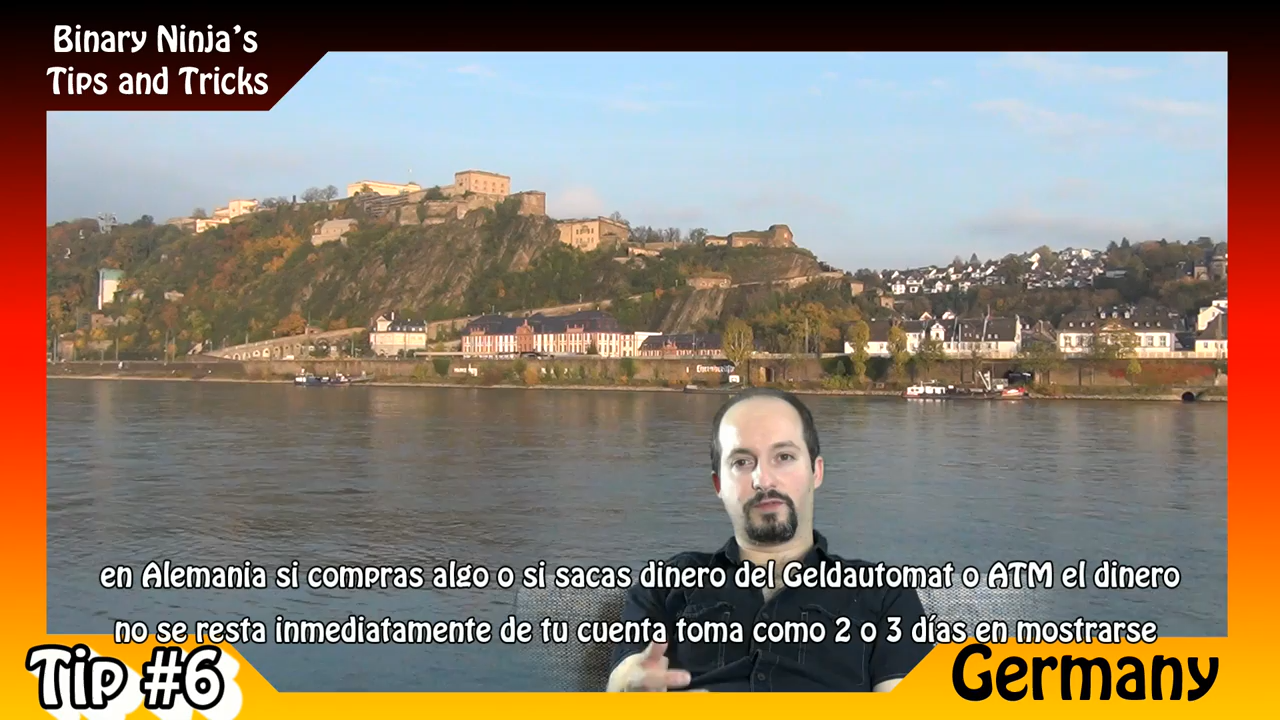 Binary Ninja's
Tips and Tricks
en Alemania si compras algo o si sacas dinero del Geldautomat o ATM el dinero
no se resta inmediatamente de tu cuenta toma como 2 o 3 días en mostrarse
Tip #6
Germany